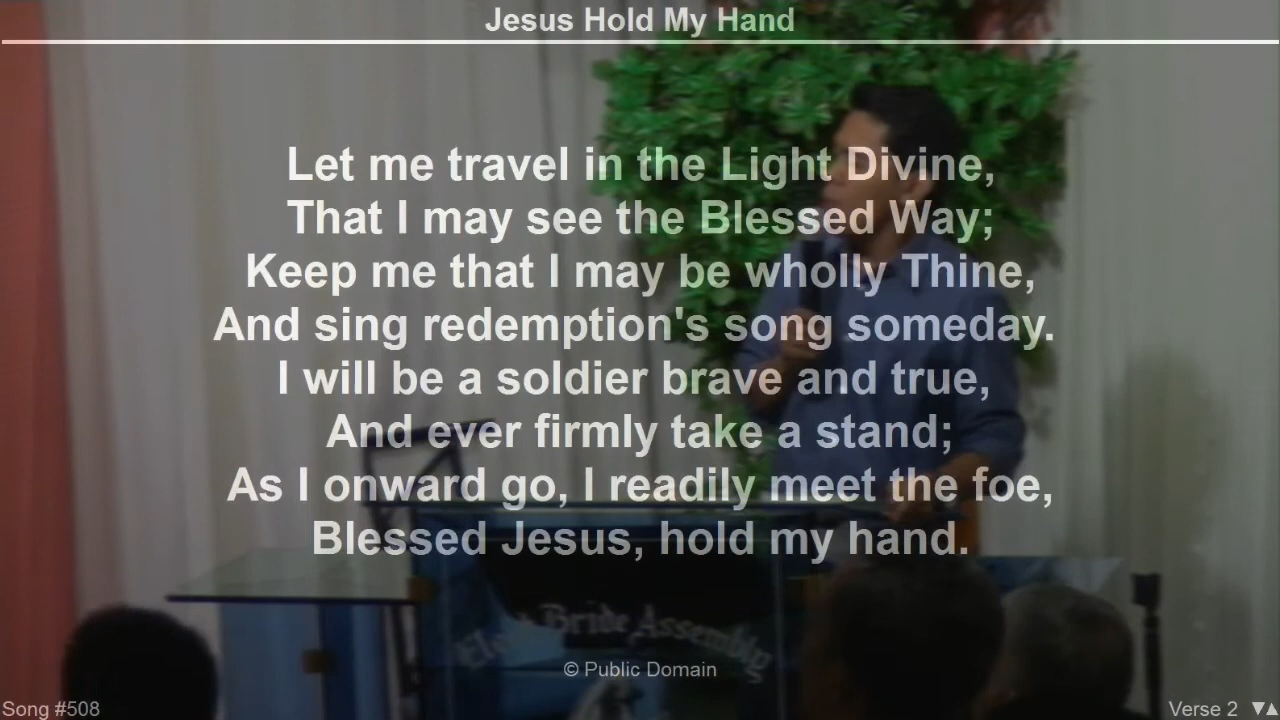 Jesus Hold My Hand
Let me travel in the Light Divine,
That I may see the Blessed Way;
Keep me that I may be wholly Thine,
And sing redemption's song someday.
I will be a soldier brave and true,
And ever firmly take a stand;
As I onward go, I readily meet the foe,
Blessed Jesus, hold my hand.
Bride Assembly
© Public Domain
Song #508
Verse 2 ▼▲